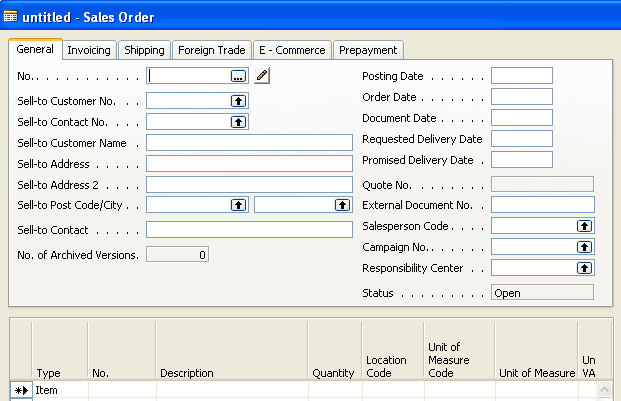 untitled - Sales Order
General Invoicing Shipping Foreign Trade E - Commerce Prepayment
No. . . . . . . . . . . . ...
Sell-to Customer No. . . .
Sell-to Contact No. . . . .
Sell-to Customer Name .
Sell-to Address . . . . .
Sell-to Address 2 . . . .
Sell-to Post Code/City . .
Sell-to Contact . . . . .
No. of Archived Versions. 0
Posting Date . . . . . .
Order Date . . . . . . .
Document Date . . . . .
Requested Delivery Date
Promised Delivery Date .
Quote No. . . . . . . .
External Document No. .
Salesperson Code . . . .
Campaign No. . . . . . .
Responsibility Center . .
Status . . . . . . . . . Open
Type No. Description Quantity Location Code Unit of Measure Code Unit of Measure Un VA
Item